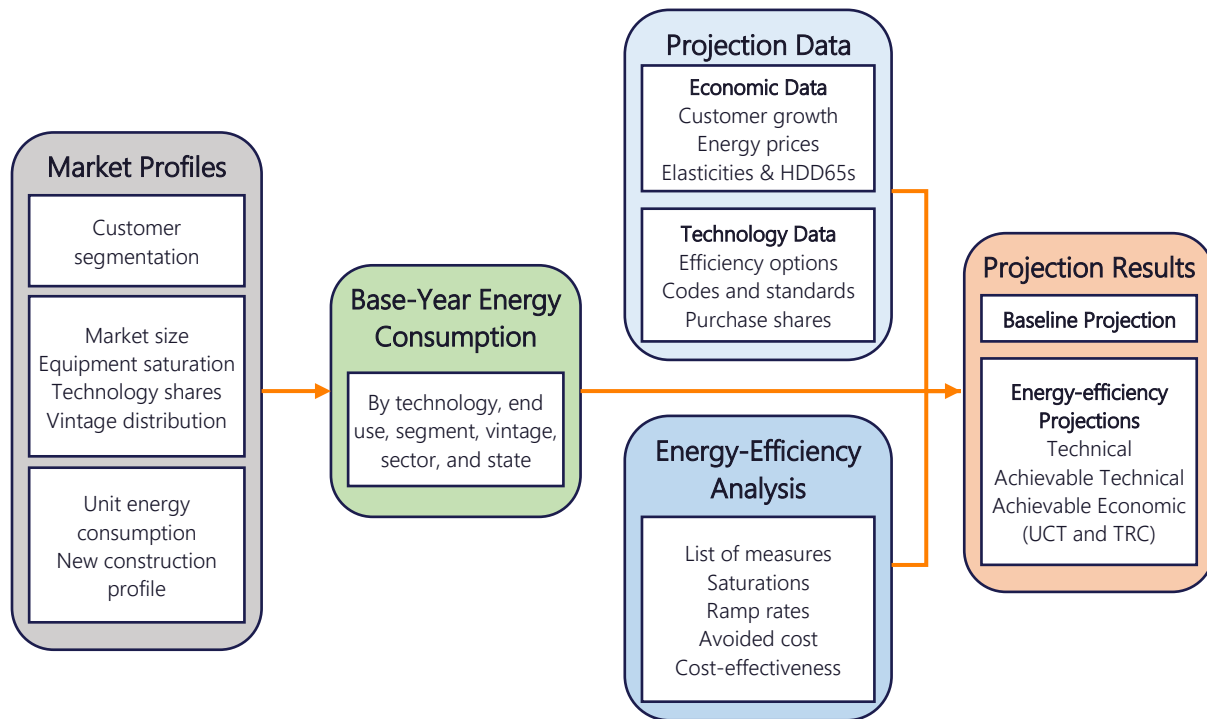 Market Profiles
Customer
segmentation
Market size
Equipment saturation
Technology shares
Vintage distribution
Unit energy
consumption
New construction
profile
Base-Year Energy
Consumption
By technology, end
use, segment, vintage,
sector, and state
Projection Data
Economic Data
Customer growth
Energy prices
Elasticities & HDD65s
Technology Data
Efficiency options
Codes and standards
Purchase shares
Energy-Efficiency
Analysis
List of measures
Saturations
Ramp rates
Avoided cost
Cost-effectiveness
Projection Results
Baseline Projection
Energy-efficiency
Projections
Technical
Achievable Technical
Achievable Economic
(UCT and TRC)